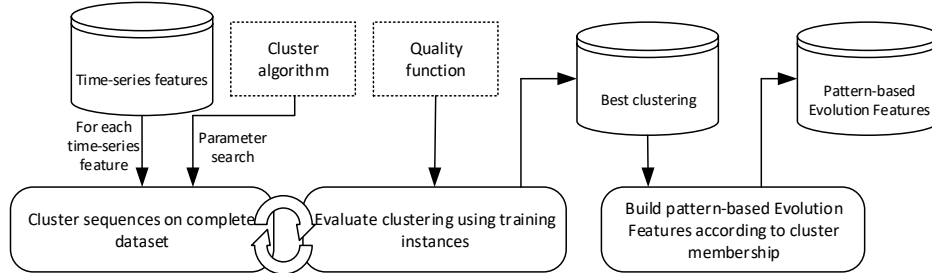 Time-series features
Cluster
algorithm
Quality
function
Best clustering
Pattern-based
Evolution Features
For each
time-series
feature
Parameter
search
Cluster sequences on complete
dataset
Evaluate clustering using training
instances
Build pattern-based Evolution
Features according to cluster
membership